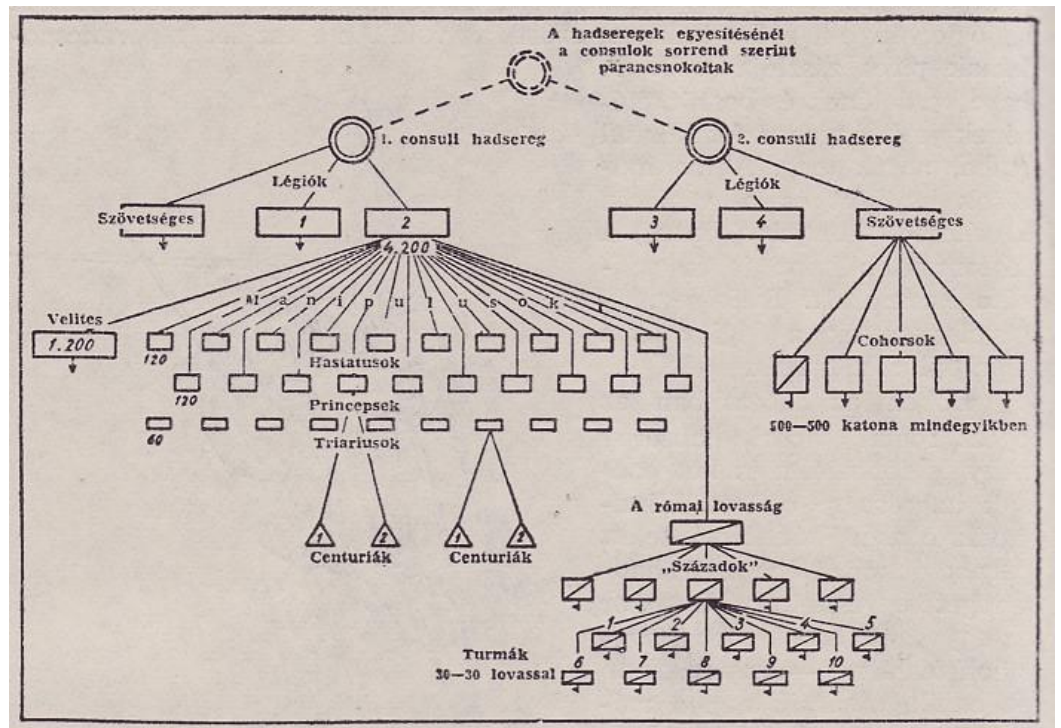 A hadseregek egyesítésénél
a consulok sorrend szerint
parancsnokoltak
1. consuli hadsereg
2. consuli hadsereg
Légiók
Légiók
Szövetséges
1
2
3
4
Szövetséges
4.200
Manipulusok
Velites
1.200
120
Hastatusok
Cohorsok
120
Princepsek
60
Triariusok
500—500 katona mindegyikben
A római lovasság
1 2 1 2
Centuriák Centuriák
„Századok"
1 2 3 4 5
Turmák
30—30 lovassal
6 7 8 9 10